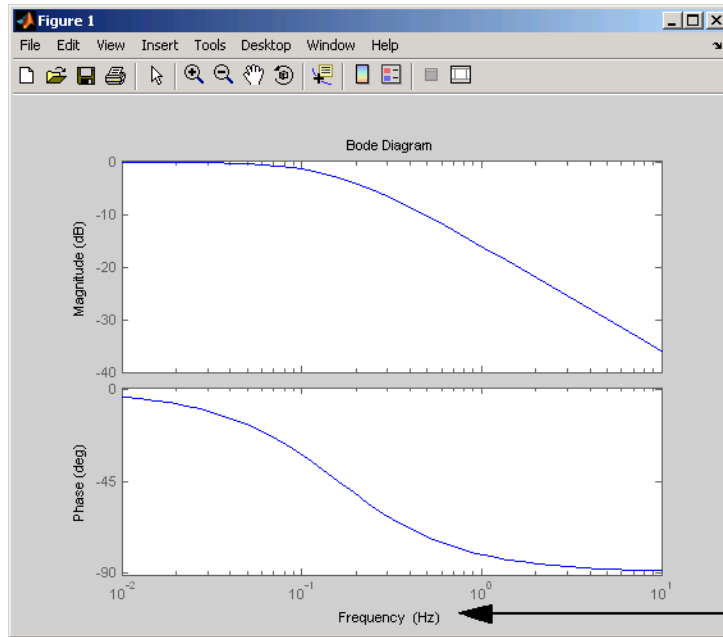 Figure 1
File Edit View Insert Tools Desktop Window Help
Bode Diagram
Magnitude (dB)
0
-10
-20
-30
-40
Phase (deg)
0
-45
-90
10^-2 10^-1 10^0 10^1
Frequency (Hz)